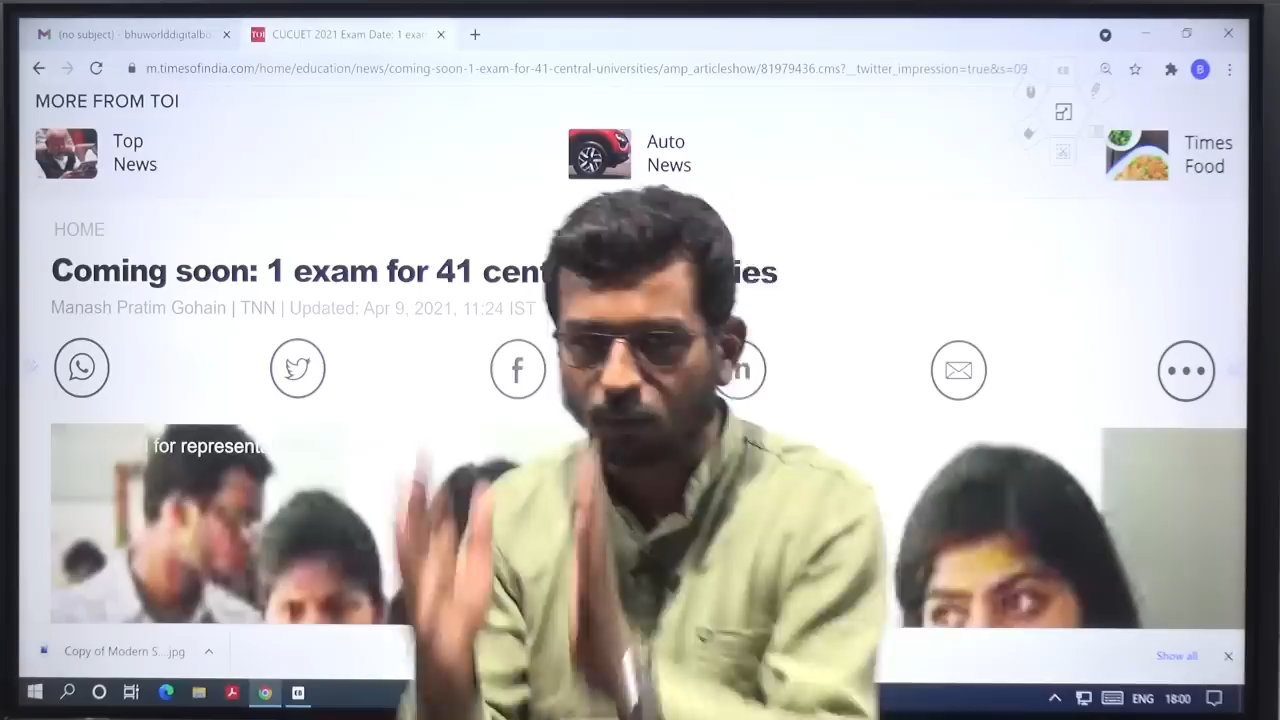 (no subject) - bhuworlddigitalbo
CUCUET 2021 Exam Date: 1 exam
m.timesofindia.com/home/education/news/coming-soon-1-exam-for-41-central-universities/amp_articleshow/81979436.cms?__twitter_impression=true&s=09
B
MORE FROM TOI
Top
News
Auto
News
Times
Food
HOME
Coming soon: 1 exam for 41 cent ies
Manash Pratim Gohain | TNN | Updated: Apr 9, 2021, 11:24 IST
for represent
Copy of Modern S....jpg
Show all
ENG 18:00